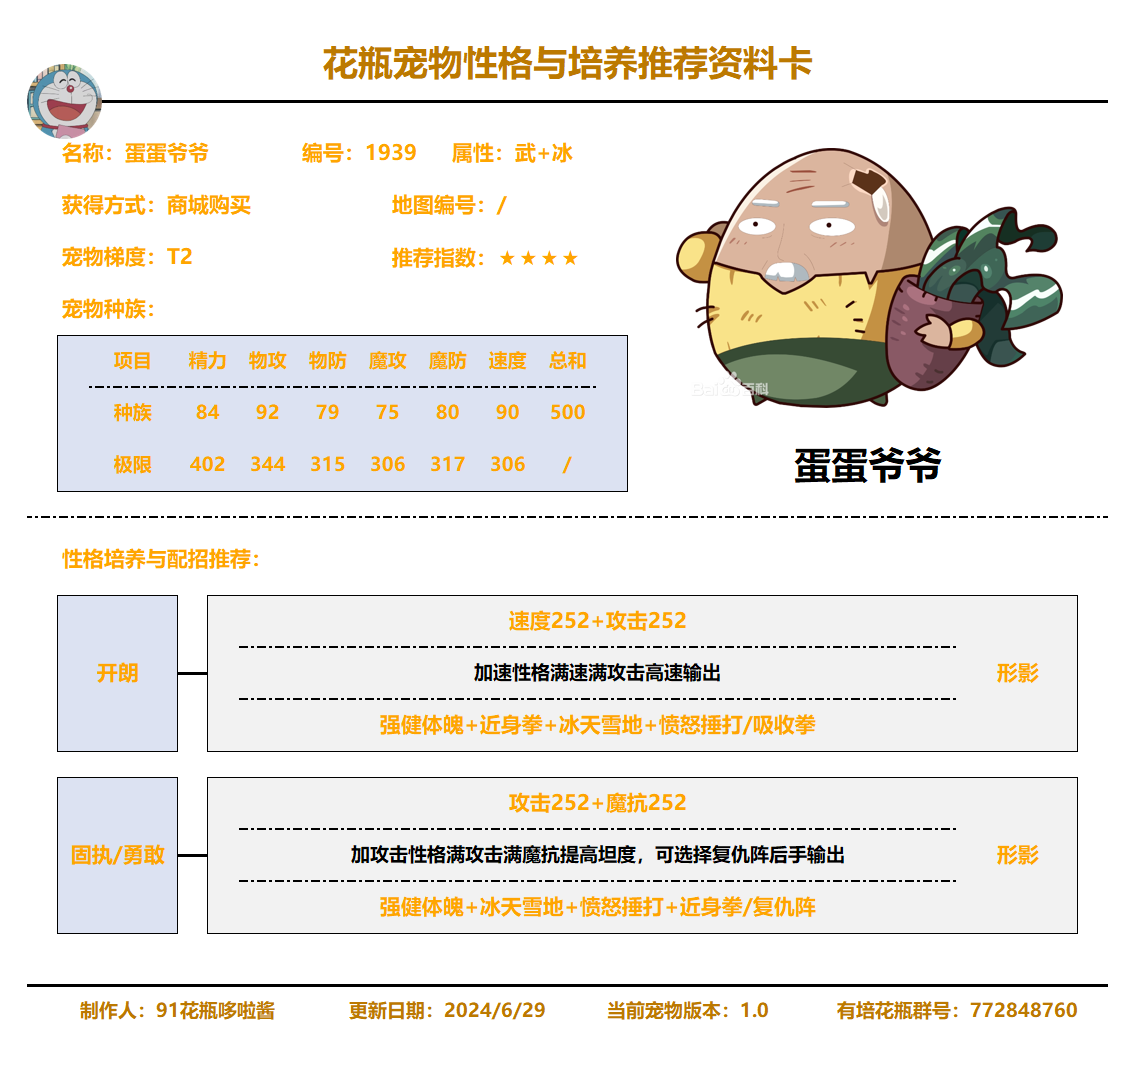 花瓶宠物性格与培养推荐资料卡
名称：蛋蛋爷爷 编号：1939 属性：武+冰
获得方式：商城购买 地图编号：/
宠物梯度：T2 推荐指数：★★★★
宠物种族：
项目 精力 物攻 物防 魔攻 魔防 速度 总和
种族 84 92 79 75 80 90 500
极限 402 344 315 306 317 306 /
Bai百科
蛋蛋爷爷
性格培养与配招推荐：
速度252+攻击252
开朗 加速性格满速满攻击高速输出 形影
强健体魄+近身拳+冰天雪地+愤怒捶打/吸收拳
攻击252+魔抗252
固执/勇敢 加攻击性格满攻击满魔抗提高坦度，可选择复仇阵后手输出 形影
强健体魄+冰天雪地+愤怒捶打+近身拳/复仇阵
制作人：91花瓶哆啦酱 更新日期：2024/6/29 当前宠物版本：1.0 有培花瓶群号：772848760